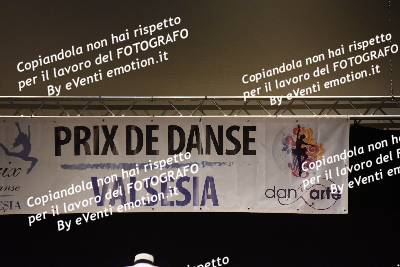 Copiandola non hai rispetto
per il lavoro del FOTOGRAFO
By eVenti emotion.it
Copiandola non hai rispetto
per il lavoro del FOTOGRAFO
By eVenti emotion.it
PRIX DE DANSE
VALSESIA
Copiandola non hai rispetto
per il lavoro del FOTOGRAFO
By eVenti emotion.it
Copiandola non hai
per il lavoro del FOT
By eVenti emotion
danzarte
rispetto